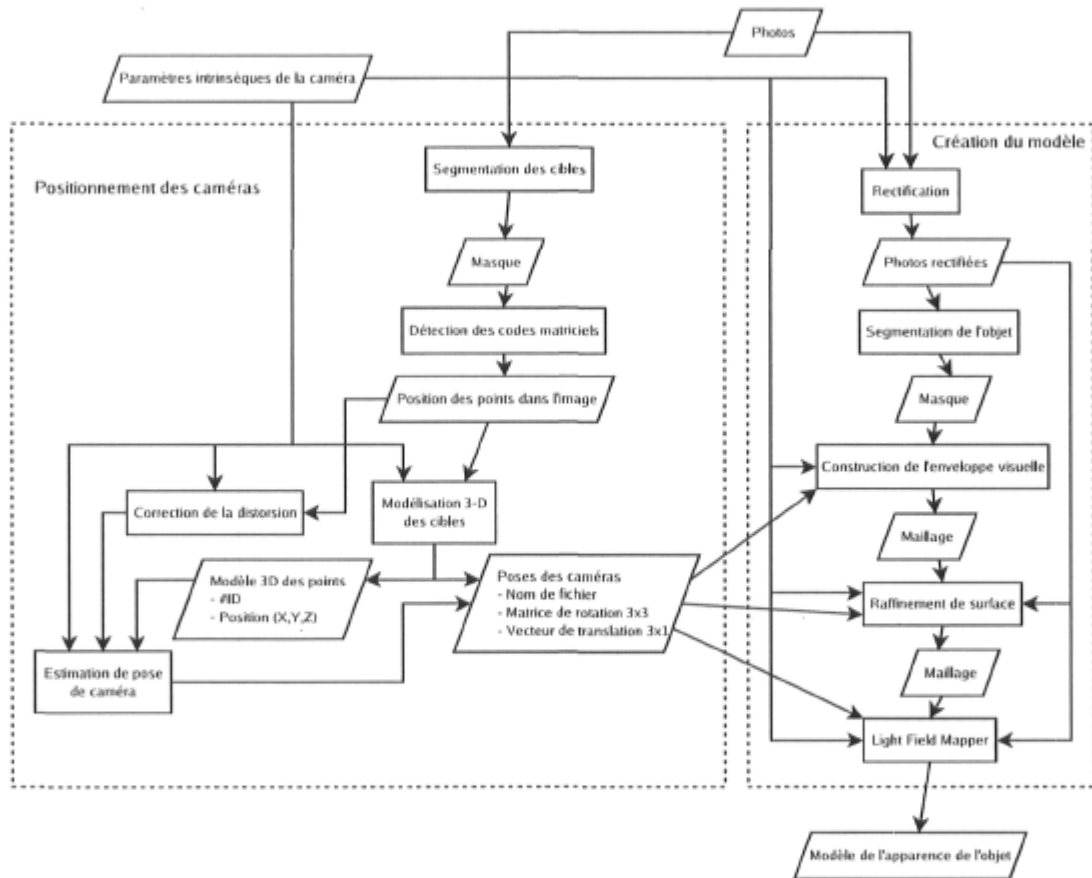 Photos
Paramètres intrinsèques de la caméra
Création du modèle
Positionnement des caméras
Segmentation des cibles
Rectification
Masque
Photos rectifiées
Détection des codes matriciels
Segmentation de l'objet
Position des points dans l'image
Masque
Construction de l'enveloppe visuelle
Correction de la distorsion
Modélisation 3-D
des cibles
Maillage
Modèle 3D des points
- #ID
- Position (X,Y,Z)
Poses des caméras
- Nom de fichier
- Matrice de rotation 3x3
- Vecteur de translation 3x1
Raffinement de surface
Estimation de pose
de caméra
Maillage
Light Field Mapper
Modèle de l'apparence de l'objet